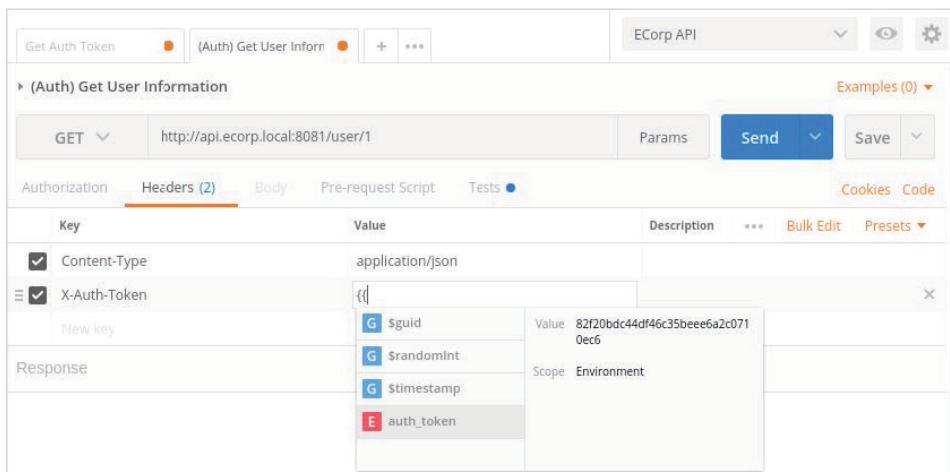 Get Auth Token (Auth) Get User Inforn + ECorp API
(Auth) Get User Information Examples (0)
GET http://api.ecorp.local:8081/user/1 Params Send Save
Authorization Headers (2) Body Pre-request Script Tests Cookies Code
Key Value Description Bulk Edit Presets
Content-Type application/json
X-Auth-Token {{
New key
G $guid
G $randomInt
G $timestamp
E auth_token
Value 82f20bdc44df46c35beee6a2c071
0ec6
Scope Environment
Response